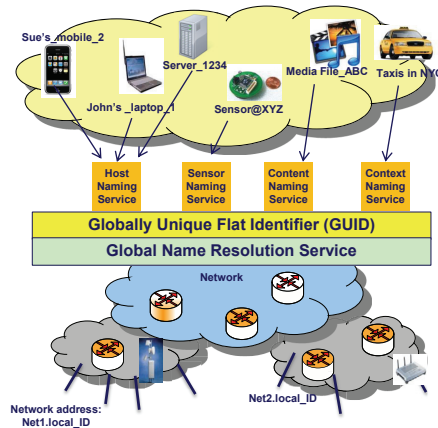 Sue's_mobile_2
Server_1234
John's_laptop_1
Sensor@XYZ
Media File_ABC
Taxis in NYC
Host
Naming
Service
Sensor
Naming
Service
Content
Naming
Service
Context
Naming
Service
Globally Unique Flat Identifier (GUID)
Global Name Resolution Service
Network
Network address:
Net1.local_ID
Net2.local_ID